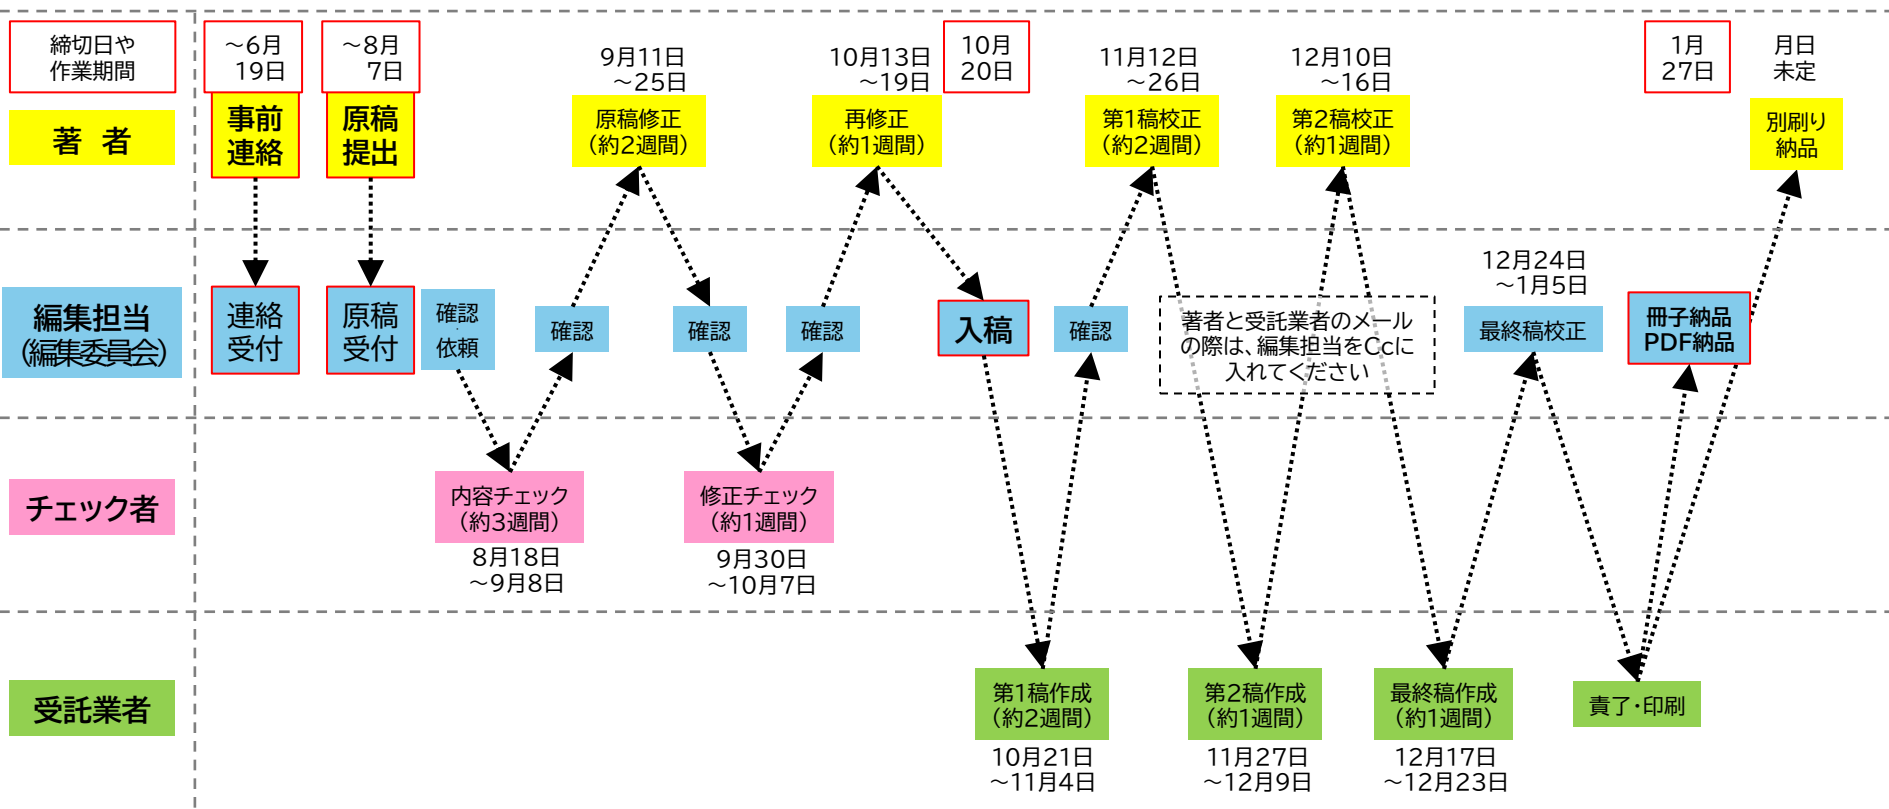 締切日や
作業期間
～6月
19日
～8月
7日
9月11日
～25日
10月13日
～19日
10月
20日
11月12日
～26日
12月10日
～16日
1月
27日
月日
未定
著 者
事前
連絡
原稿
提出
原稿修正
（約2週間）
再修正
（約1週間）
第1稿校正
（約2週間）
第2稿校正
（約1週間）
別刷り
納品
編集担当
（編集委員会）
連絡
受付
原稿
受付
確認
・
依頼
確認
確認
確認
入稿
確認
著者と受託業者のメール
の際は、編集担当をCcに
入れてください
12月24日
～1月5日
最終稿校正
冊子納品
PDF納品
チェック者
内容チェック
（約3週間）
8月18日
～9月8日
修正チェック
（約1週間）
9月30日
～10月7日
受託業者
第1稿作成
（約2週間）
10月21日
～11月4日
第2稿作成
（約1週間）
11月27日
～12月9日
最終稿作成
（約1週間）
12月17日
～12月23日
責了・印刷